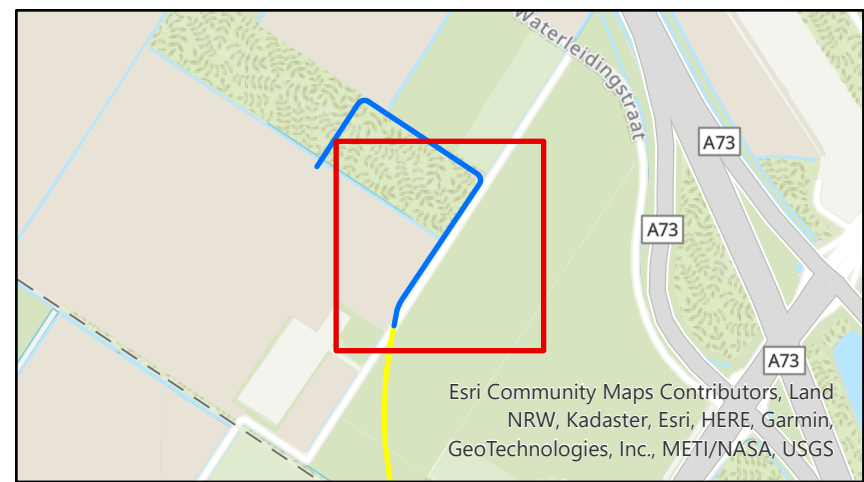 Waterleidingstraat
A73
A73
A73
Esri Community Maps Contributors, Land
NRW, Kadaster, Esri, HERE, Garmin,
GeoTechnologies, Inc., METI/NASA, USGS